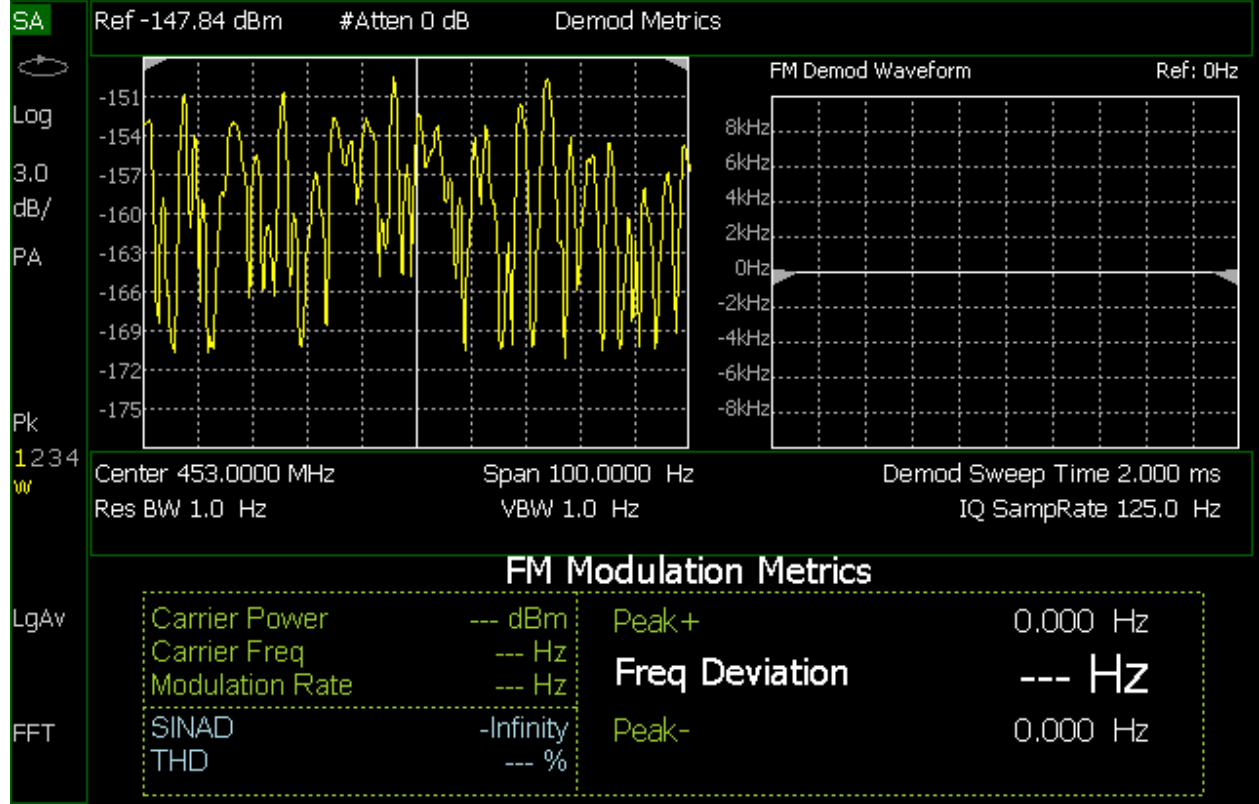 SA
Ref -147.84 dBm #Atten 0 dB Demod Metrics
Log
3.0
dB/
PA
Pk
1234
W
LgAv
FFT
-151
-154
-157
-160
-163
-166
-169
-172
-175
FM Demod Waveform Ref: 0Hz
8kHz
6kHz
4kHz
2kHz
0Hz
-2kHz
-4kHz
-6kHz
-8kHz
Center 453.0000 MHz Span 100.0000 Hz Demod Sweep Time 2.000 ms
Res BW 1.0 Hz VBW 1.0 Hz IQ SampRate 125.0 Hz
FM Modulation Metrics
Carrier Power --- dBm
Carrier Freq --- Hz
Modulation Rate --- Hz
SINAD -Infinity
THD --- %
Peak+ 0.000 Hz
Freq Deviation --- Hz
Peak- 0.000 Hz